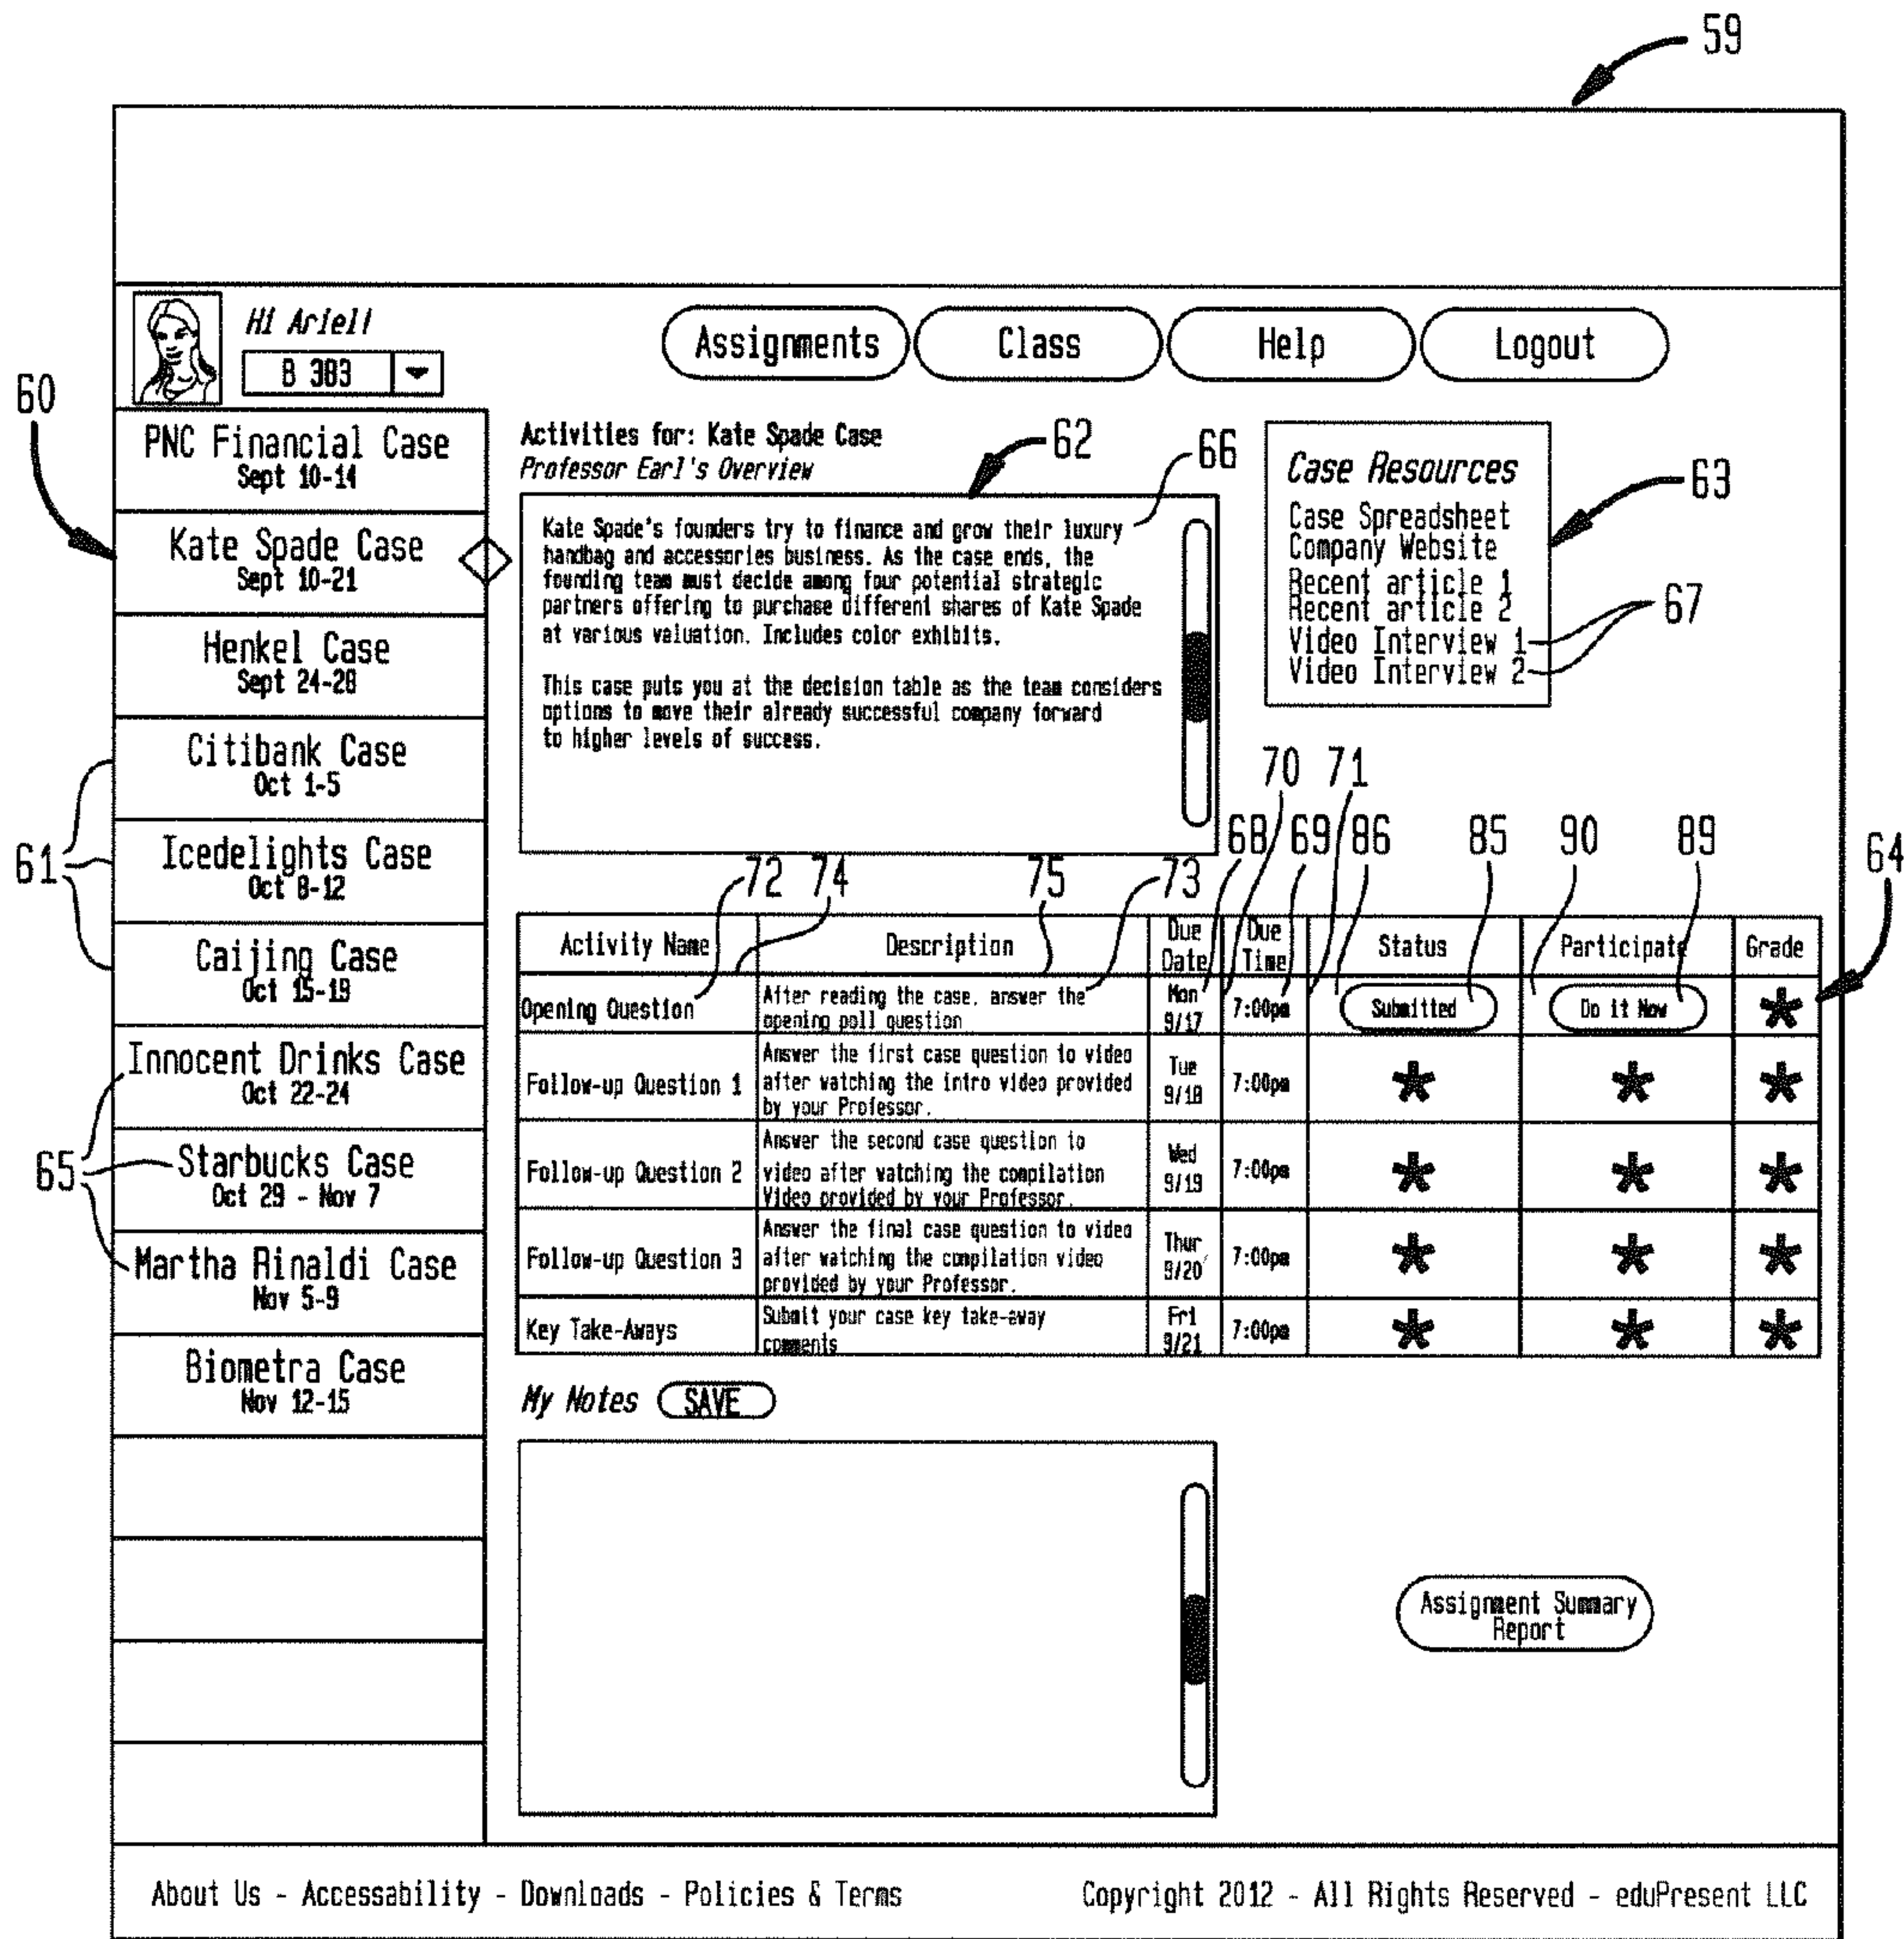 59
Hi Ariel!
B 383
Assignments
Class
Help
Logout
60
PNC Financial Case
Sept 10-14
Kate Spade Case
Sept 10-21
Henkel Case
Sept 24-28
Citibank Case
Oct 1-5
61
Icedelights Case
Oct 8-12
Caijing Case
Oct 15-19
Innocent Drinks Case
Oct 22-24
65
Starbucks Case
Oct 29 - Nov 7
Martha Rinaldi Case
Nov 5-9
Biometra Case
Nov 12-15
Activities for: Kate Spade Case
Professor Earl's Overview
62
66
Kate Spade's founders try to finance and grow their luxury
handbag and accessories business. As the case ends, the
founding team must decide among four potential strategic
partners offering to purchase different shares of Kate Spade
at various valuation. Includes color exhibits.
This case puts you at the decision table as the team considers
options to move their already successful company forward
to higher levels of success.
Case Resources
63
Case Spreadsheet
Company Website
Recent article 1
Recent article 2
67
Video Interview 1
Video Interview 2
70 71
72 74 75 73 68 69 86 85 90 89 64
Activity Name Description Due Date Due Time Status Participate Grade
Opening Question
After reading the case, answer the
opening poll question
Mon
9/17
7:00pm
Submitted
Do it Now
*
Follow-up Question 1
Answer the first case question to video
after watching the intro video provided
by your Professor.
Tue
9/18
7:00pm
* * *
Follow-up Question 2
Answer the second case question to
video after watching the compilation
Video provided by your Professor.
Wed
9/19
7:00pm
* * *
Follow-up Question 3
Answer the final case question to video
after watching the compilation video
provided by your Professor.
Thur
9/20
7:00pm
* * *
Key Take-Aways
Submit your case key take-away
comments
Fri
9/21
7:00pm
* * *
My Notes
SAVE
Assignment Summary
Report
About Us - Accessability - Downloads - Policies & Terms
Copyright 2012 - All Rights Reserved - eduPresent LLC